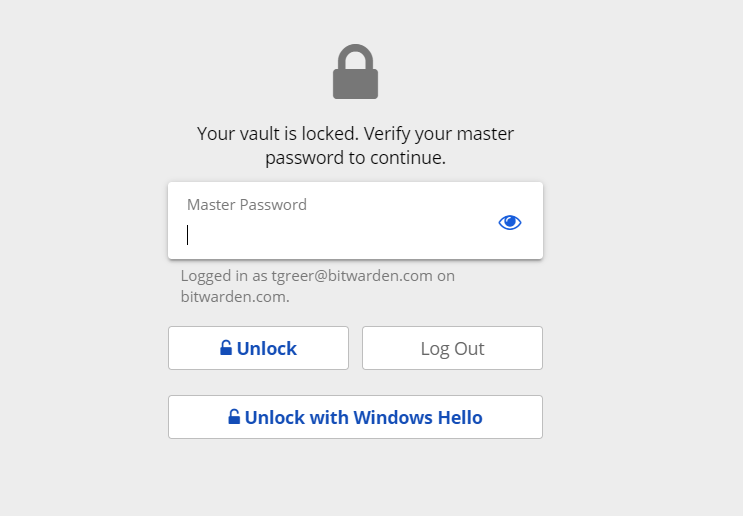 Your vault is locked. Verify your master
password to continue.
Master Password
Logged in as tgreer@bitwarden.com on
bitwarden.com.
Unlock
Log Out
Unlock with Windows Hello